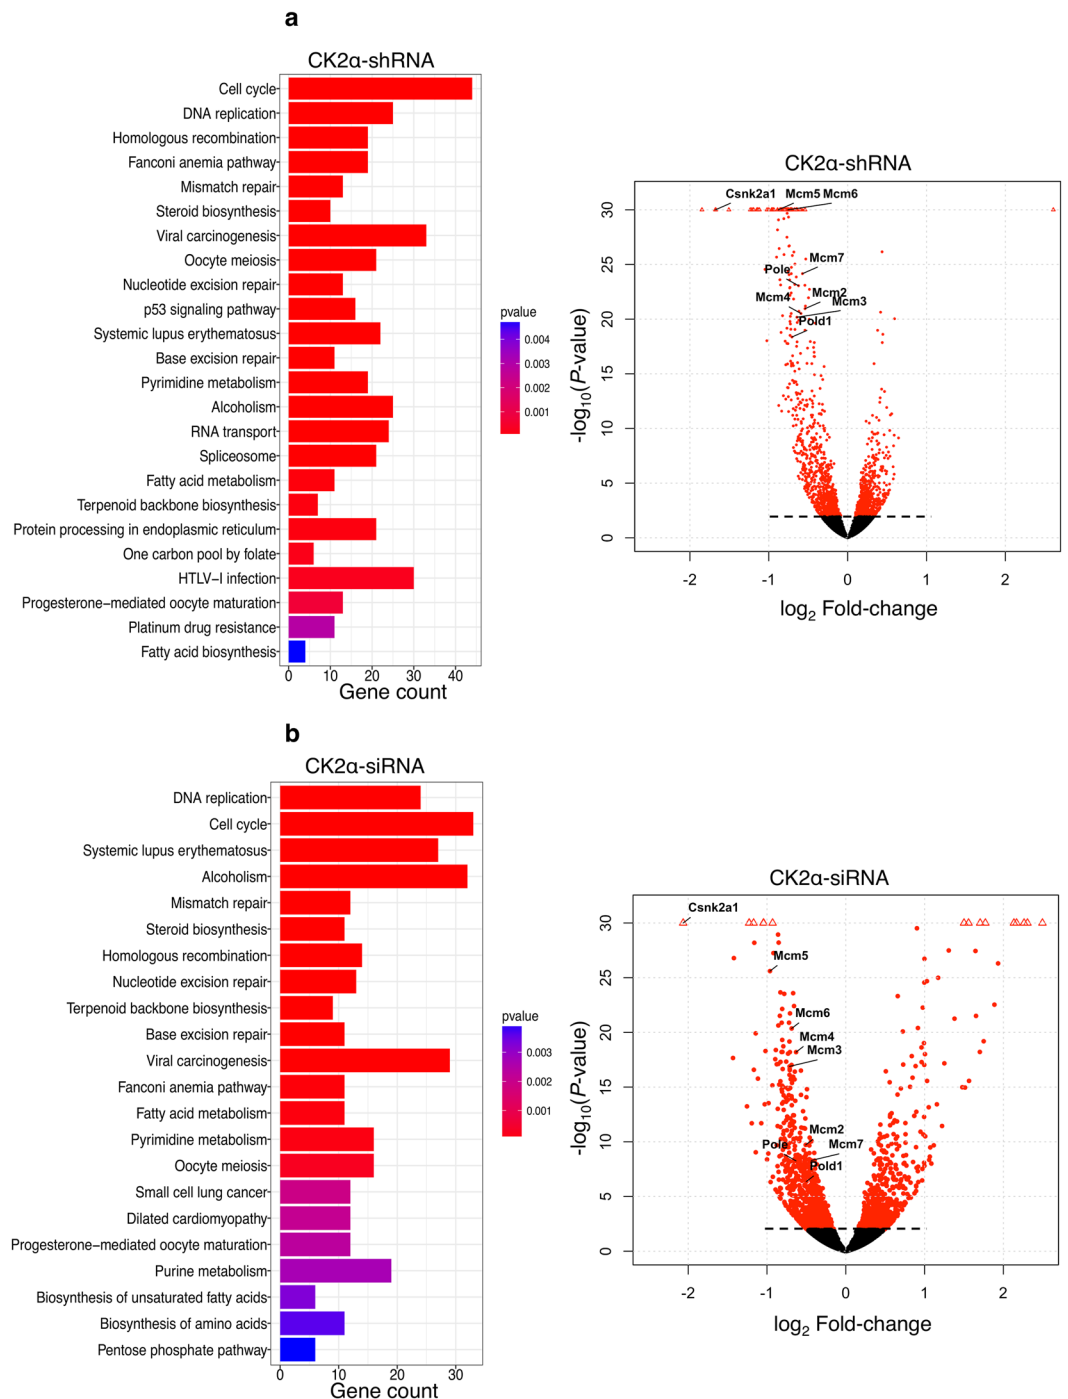 a
CK2α-shRNA
Cell cycle
DNA replication
Homologous recombination
Fanconi anemia pathway
Mismatch repair
Steroid biosynthesis
Viral carcinogenesis
Oocyte meiosis
Nucleotide excision repair
p53 signaling pathway
Systemic lupus erythematosus
Base excision repair
Pyrimidine metabolism
Alcoholism
RNA transport
Spliceosome
Fatty acid metabolism
Terpenoid backbone biosynthesis
Protein processing in endoplasmic reticulum
One carbon pool by folate
HTLV−I infection
Progesterone−mediated oocyte maturation
Platinum drug resistance
Fatty acid biosynthesis
0 10 20 30 40
Gene count
pvalue
0.004
0.003
0.002
0.001
CK2α-shRNA
Csnk2a1 Mcm5 Mcm6
Mcm7
Pole
Mcm4 Mcm2
Mcm3
Pold1
30
25
20
15
10
5
0
-log10(P-value)
-2 -1 0 1 2
log2 Fold-change
b
CK2α-siRNA
DNA replication
Cell cycle
Systemic lupus erythematosus
Alcoholism
Mismatch repair
Steroid biosynthesis
Homologous recombination
Nucleotide excision repair
Terpenoid backbone biosynthesis
Base excision repair
Viral carcinogenesis
Fanconi anemia pathway
Fatty acid metabolism
Pyrimidine metabolism
Oocyte meiosis
Small cell lung cancer
Dilated cardiomyopathy
Progesterone−mediated oocyte maturation
Purine metabolism
Biosynthesis of unsaturated fatty acids
Biosynthesis of amino acids
Pentose phosphate pathway
0 10 20 30
Gene count
pvalue
0.003
0.002
0.001
CK2α-siRNA
Csnk2a1
Mcm5
Mcm6
Mcm4
Mcm3
Mcm2
Pole Mcm7
Pold1
30
25
20
15
10
5
0
-log10(P-value)
-2 -1 0 1 2
log2 Fold-change